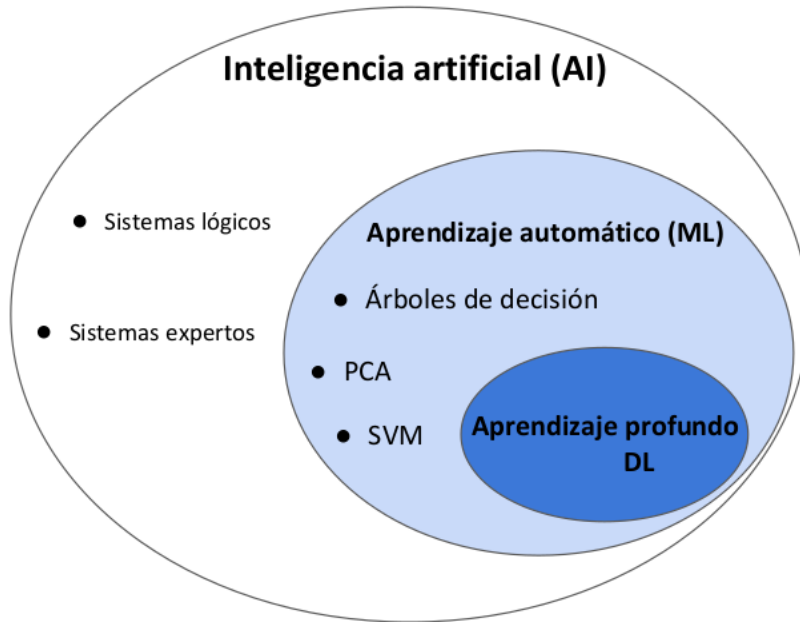 Inteligencia artificial (AI)
● Sistemas lógicos
Aprendizaje automático (ML)
● Árboles de decisión
● Sistemas expertos
● PCA
● SVM
Aprendizaje profundo
DL